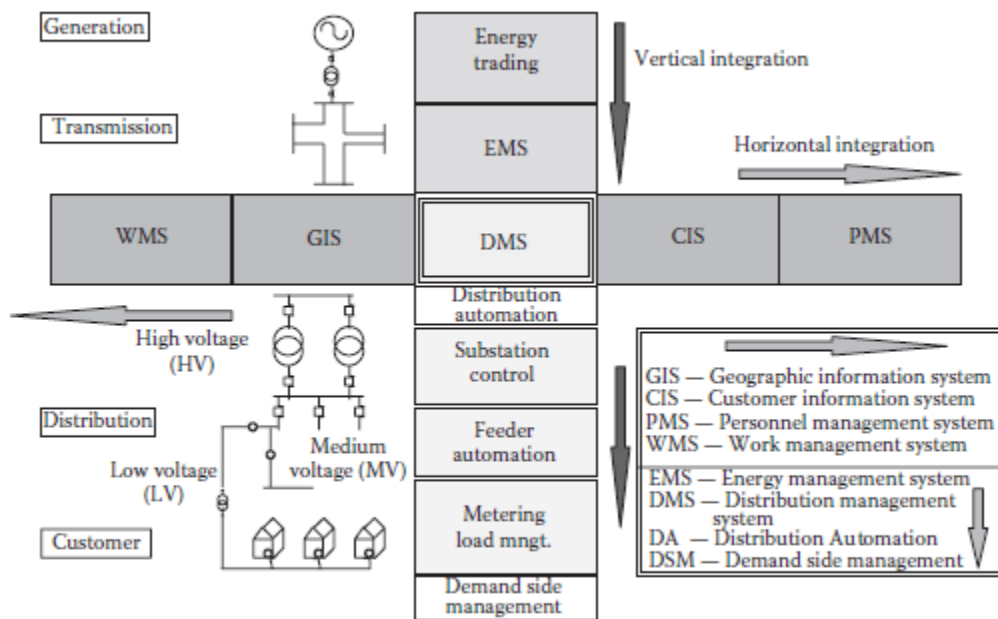 Generation
Energy
trading
Vertical integration
Transmission
EMS
Horizontal integration
WMS
GIS
DMS
CIS
PMS
Distribution
automation
High voltage
(HV)
Substation
control
Distribution
Medium
voltage (MV)
Low voltage
(LV)
Feeder
automation
Customer
Metering
load mngt.
Demand side
management
GIS — Geographic information system
CIS — Customer information system
PMS — Personnel management system
WMS — Work management system
EMS — Energy management system
DMS — Distribution management
system
DA — Distribution Automation
DSM — Demand side management